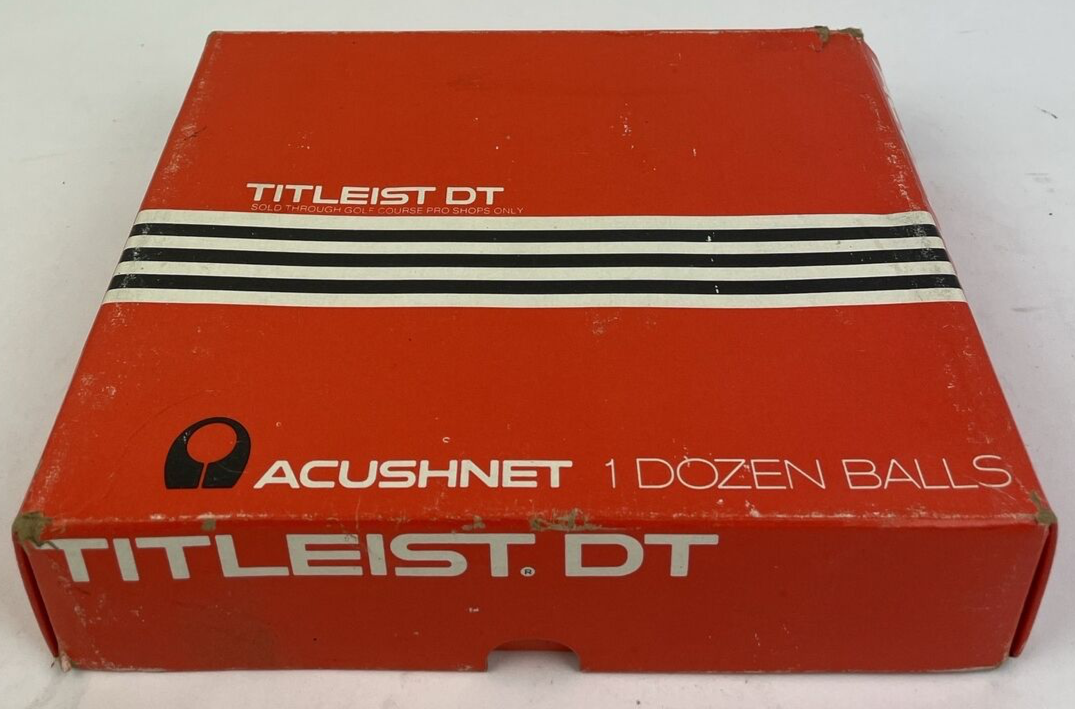 TITLEIST DT
SOLD THROUGH GOLF COURSE PRO SHOPS ONLY
ACUSHNET 1 DOZEN BALLS
TITLEIST® DT